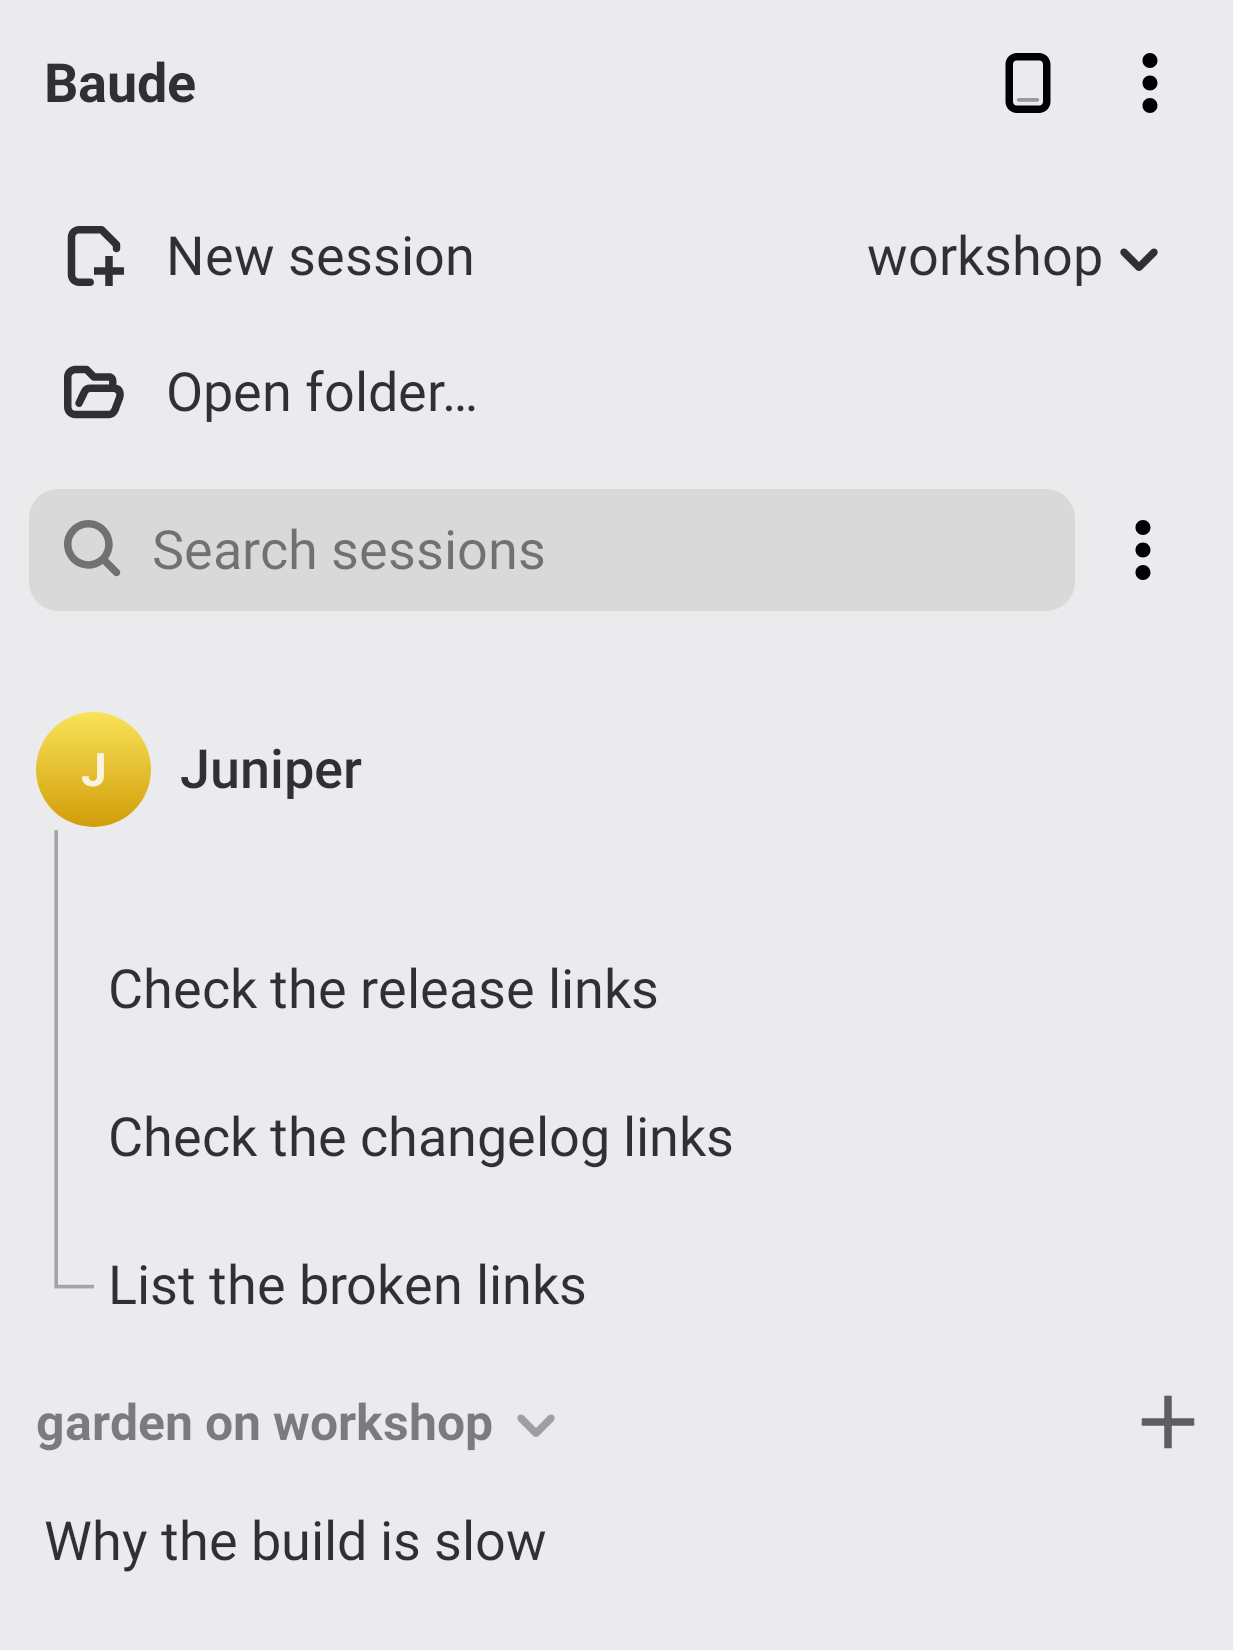 Baude
New session workshop
Open folder...
Search sessions
J Juniper
Check the release links
Check the changelog links
List the broken links
garden on workshop
Why the build is slow